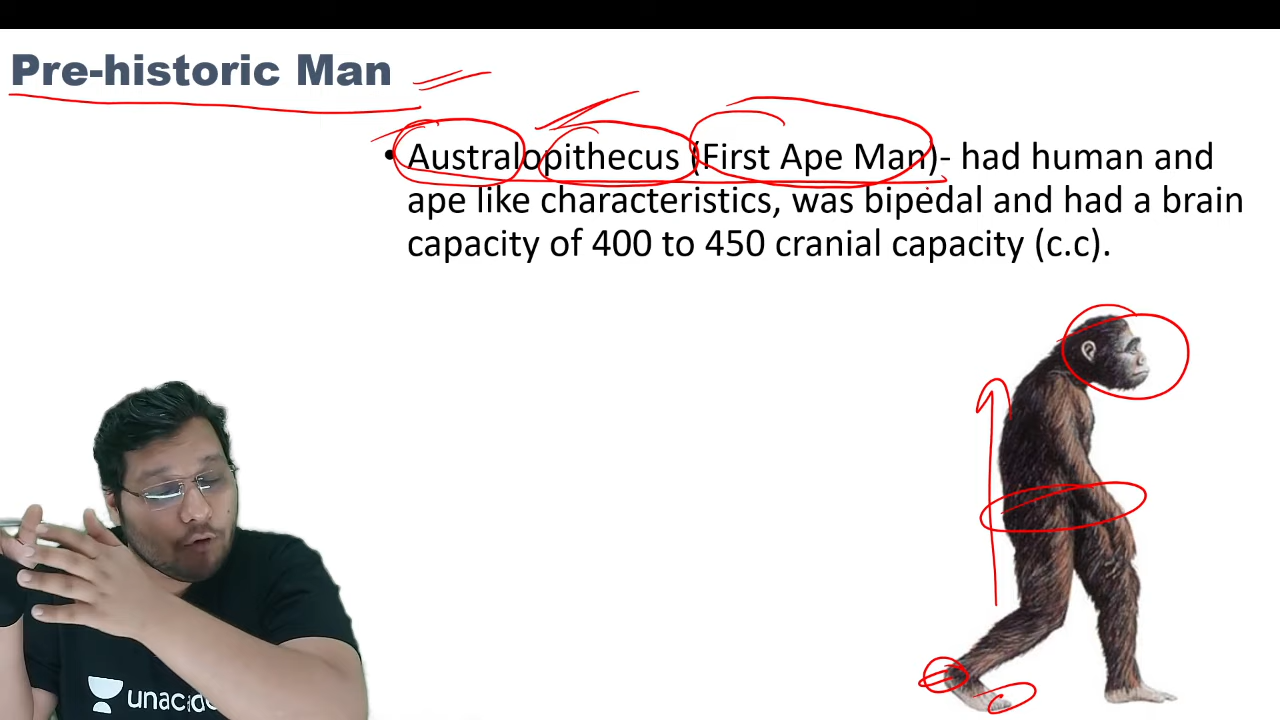 Pre-historic Man
• Australopithecus (First Ape Man)- had human and
ape like characteristics, was bipedal and had a brain
capacity of 400 to 450 cranial capacity (c.c).
unacade